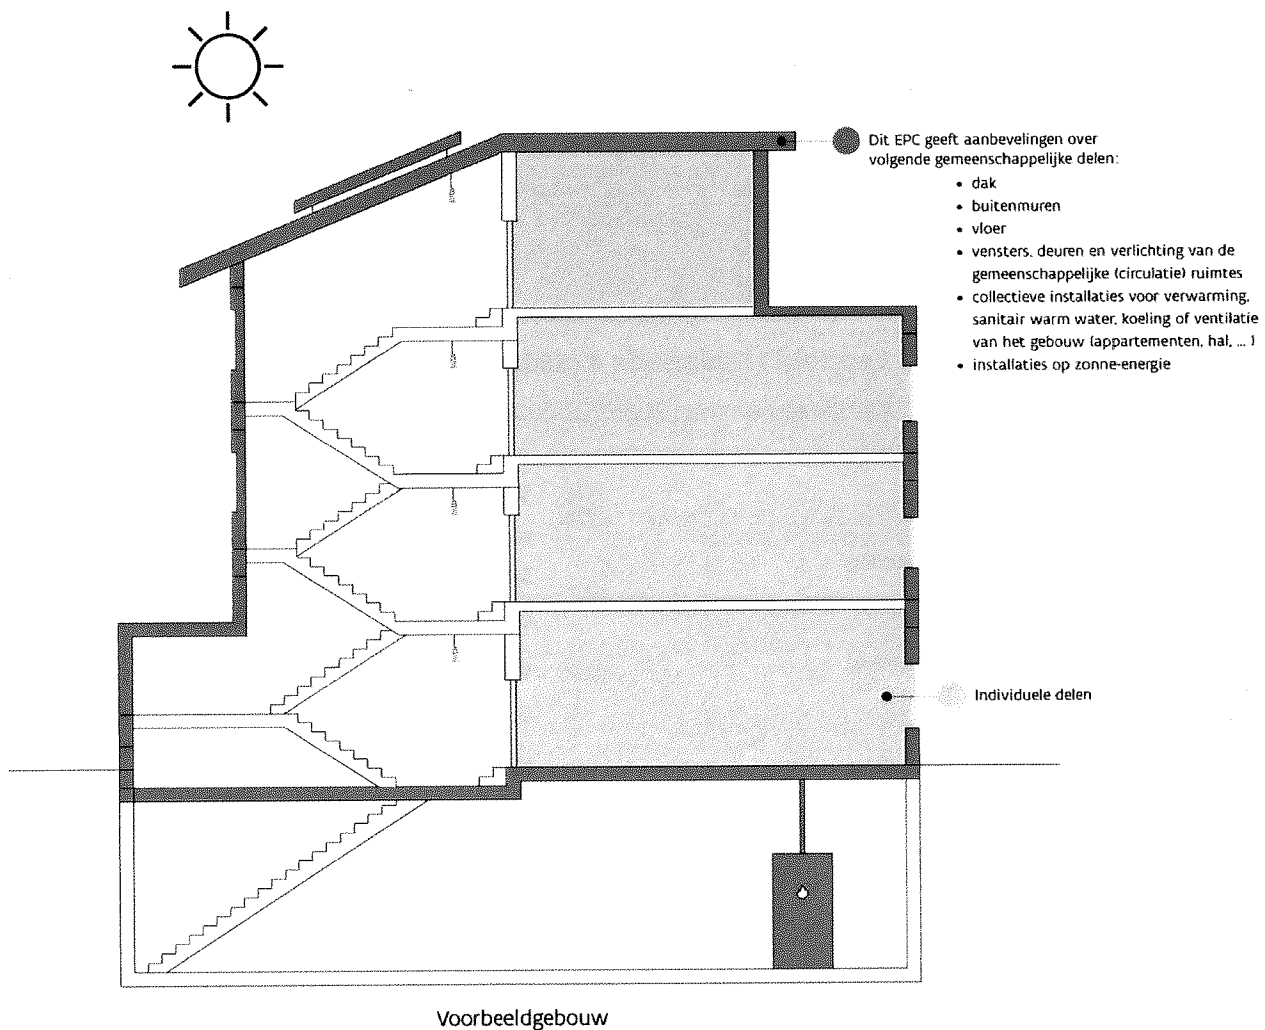 Dit EPC geeft aanbevelingen over
volgende gemeenschappelijke delen:
• dak
• buitenmuren
• vloer
• vensters, deuren en verlichting van de
gemeenschappelijke (circulatie) ruimtes
• collectieve installaties voor verwarming,
sanitair warm water, koeling of ventilatie
van het gebouw (appartementen, hal, ... )
• installaties op zonne-energie
Individuele delen
Voorbeeldgebouw